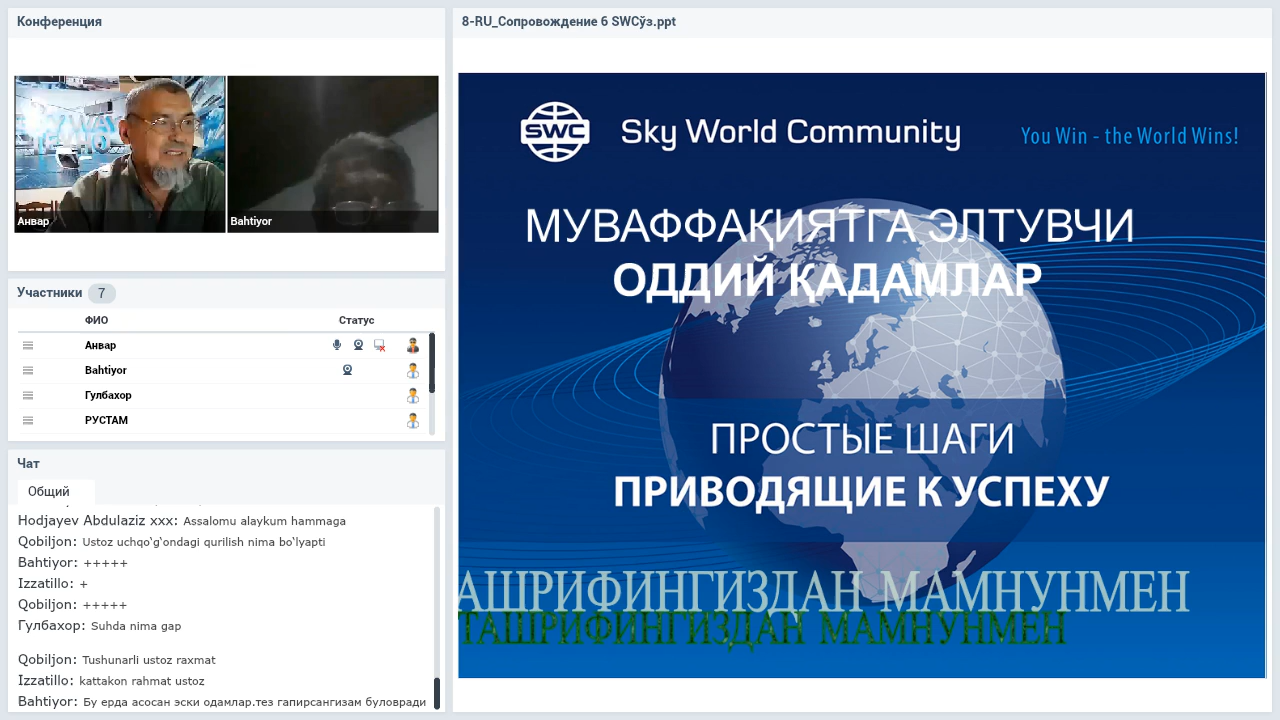 Конференция
Анвар
Bahtiyor
Участники 7
ФИО Статус
Анвар
Bahtiyor
Гулбахор
РУСТАМ
Чат
Общий
Hodjayev Abdulaziz xxx: Assalomu alaykum hammaga
Qobiljon: Ustoz uchqo`g`ondagi qurilish nima bo`lyapti
Bahtiyor: +++++
Izzatillo: +
Qobiljon: +++++
Гулбахор: Suhda nima gap
Qobiljon: Tushunarli ustoz raxmat
Izzatillo: kattakon rahmat ustoz
Bahtiyor: Бу ерда асосан эски одамлар.тез гапирсангизам буловради
8-RU_Сопровождение 6 SWCўз.ppt
SWC Sky World Community
You Win - the World Wins!
МУВАФФАҚИЯТГА ЭЛТУВЧИ
ОДДИЙ ҚАДАМЛАР
ПРОСТЫЕ ШАГИ
ПРИВОДЯЩИЕ К УСПЕХУ
АШРИФИНГИЗДАН МАМНУНМЕН
ТАШРИФИНГИЗДАН МАМНУНМЕН